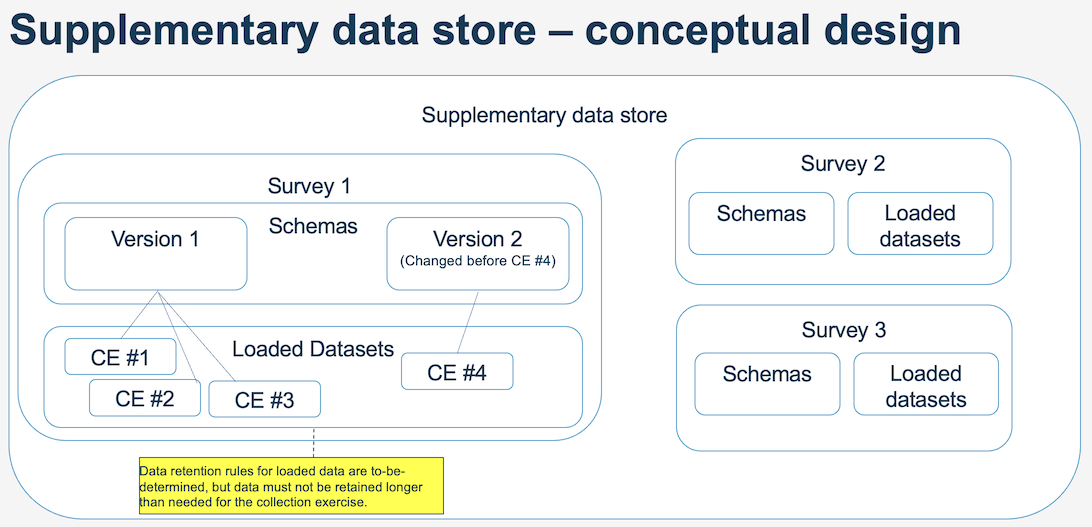 Supplementary data store – conceptual design
Supplementary data store
Survey 1
Schemas
Version 1
Version 2
(Changed before CE #4)
Loaded Datasets
CE #1
CE #2
CE #3
CE #4
Data retention rules for loaded data are to-be-
determined, but data must not be retained longer
than needed for the collection exercise.
Survey 2
Schemas
Loaded
datasets
Survey 3
Schemas
Loaded
datasets